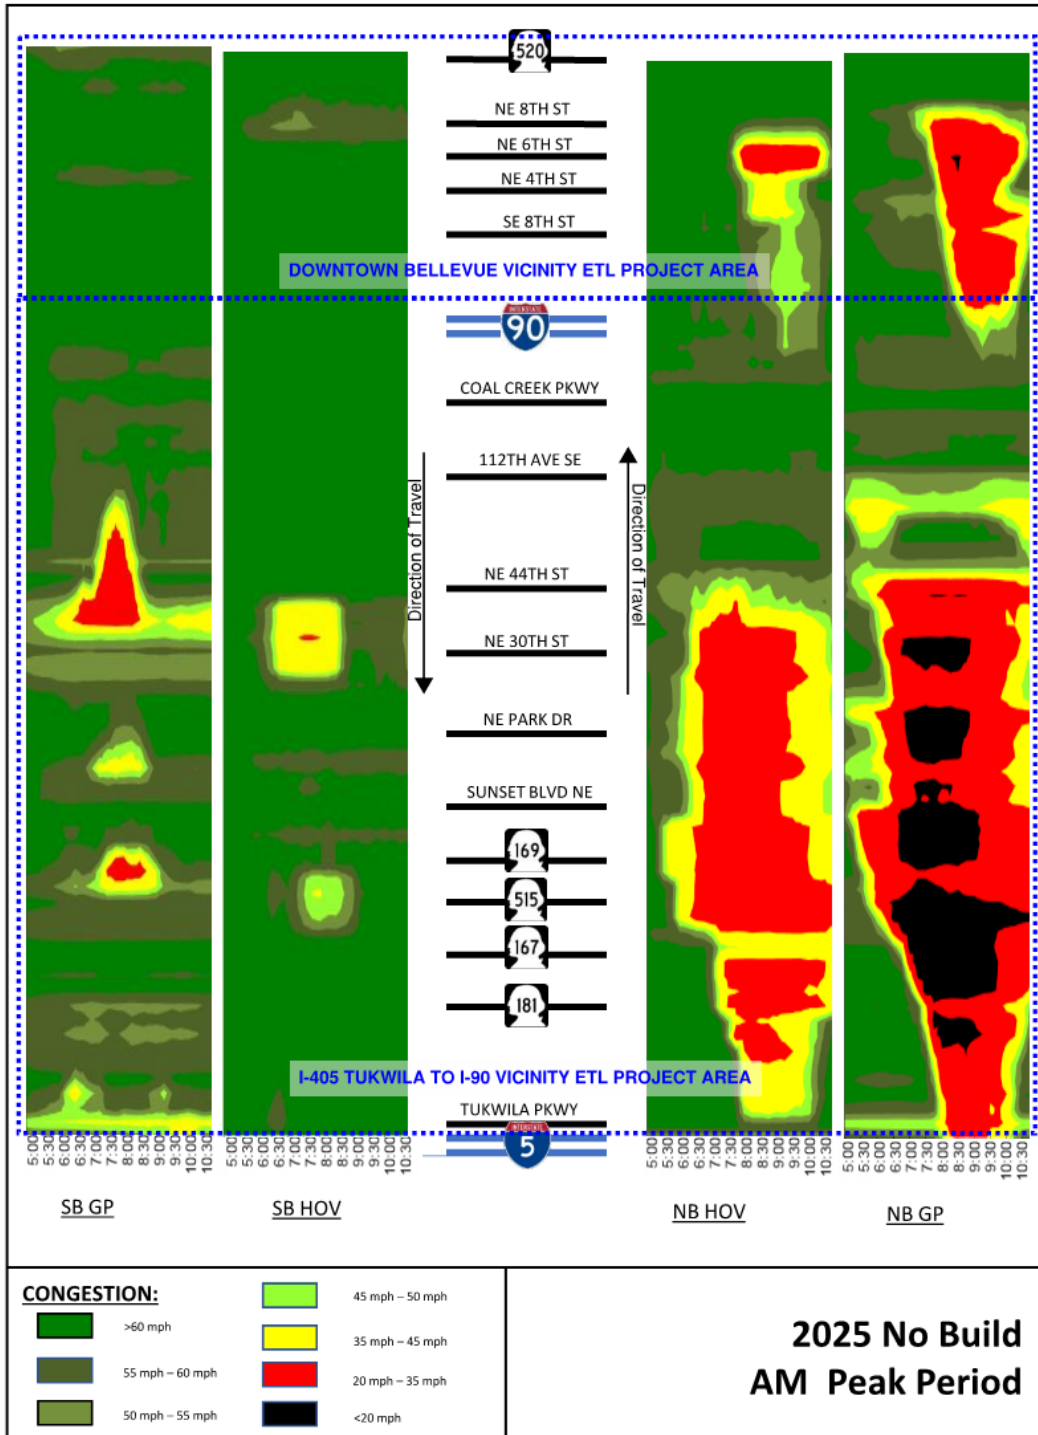 520
NE 8TH ST
NE 6TH ST
NE 4TH ST
SE 8TH ST
DOWNTOWN BELLEVUE VICINITY ETL PROJECT AREA
INTERSTATE
90
COAL CREEK PKWY
112TH AVE SE
Direction of Travel
Direction of Travel
NE 44TH ST
NE 30TH ST
NE PARK DR
SUNSET BLVD NE
169
515
167
181
I-405 TUKWILA TO I-90 VICINITY ETL PROJECT AREA
TUKWILA PKWY
INTERSTATE
5
5:00 5:30 6:00 6:30 7:00 7:30 8:00 8:30 9:00 9:30 10:00 10:30
5:00 5:30 6:00 6:30 7:00 7:30 8:00 8:30 9:00 9:30 10:00 10:30
5:00 5:30 6:00 6:30 7:00 7:30 8:00 8:30 9:00 9:30 10:00 10:30
5:00 5:30 6:00 6:30 7:00 7:30 8:00 8:30 9:00 9:30 10:00 10:30
SB GP
SB HOV
NB HOV
NB GP
CONGESTION:
>60 mph
55 mph – 60 mph
50 mph – 55 mph
45 mph – 50 mph
35 mph – 45 mph
20 mph – 35 mph
<20 mph
2025 No Build
AM Peak Period